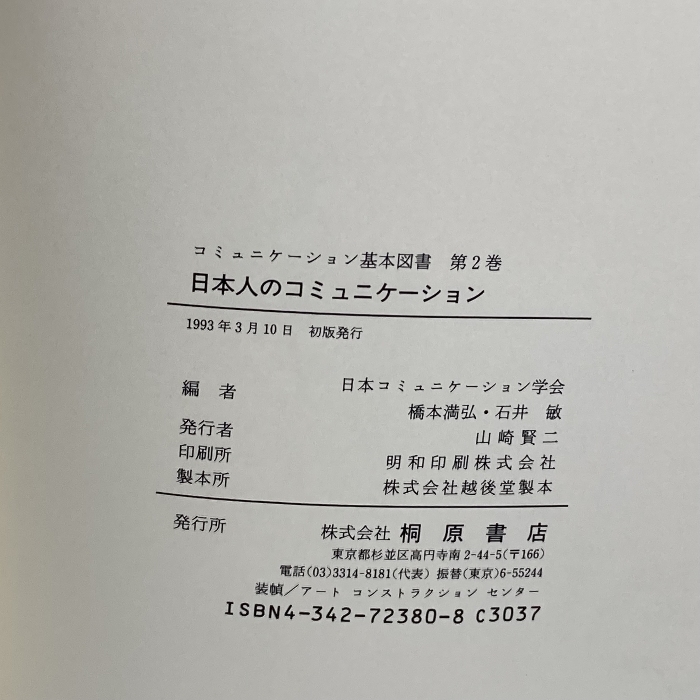 コミュニケーション基本図書　第2巻
日本人のコミュニケーション
1993年3月10日　初版発行
編　者　日本コミュニケーション学会
橋本満弘・石井　敏
発行者　山崎賢二
印刷所　明和印刷株式会社
製本所　株式会社越後堂製本
発行所　株式会社 桐原書店
東京都杉並区高円寺南2-44-5(〒166)
電話(03)3314-8181(代表) 振替(東京)6-55244
装幀／アート コンストラクション センター
ISBN4-342-72380-8 C3037